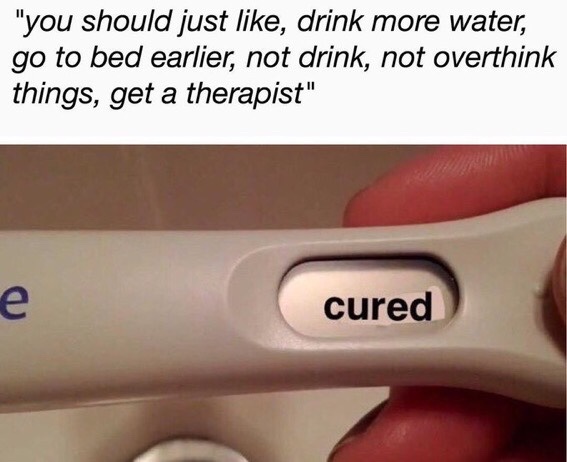 "you should just like, drink more water,
go to bed earlier, not drink, not overthink
things, get a therapist"
e
cured